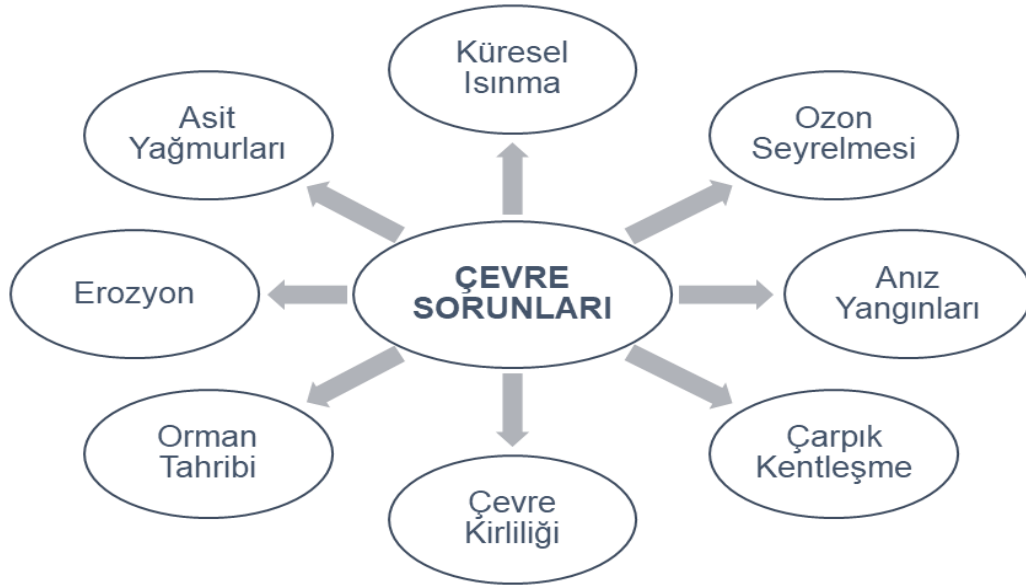 Küresel
Isınma
Asit
Yağmurları
Ozon
Seyrelmesi
Erozyon
ÇEVRE
SORUNLARI
Anız
Yangınları
Orman
Tahribi
Çarpık
Kentleşme
Çevre
Kirliliği